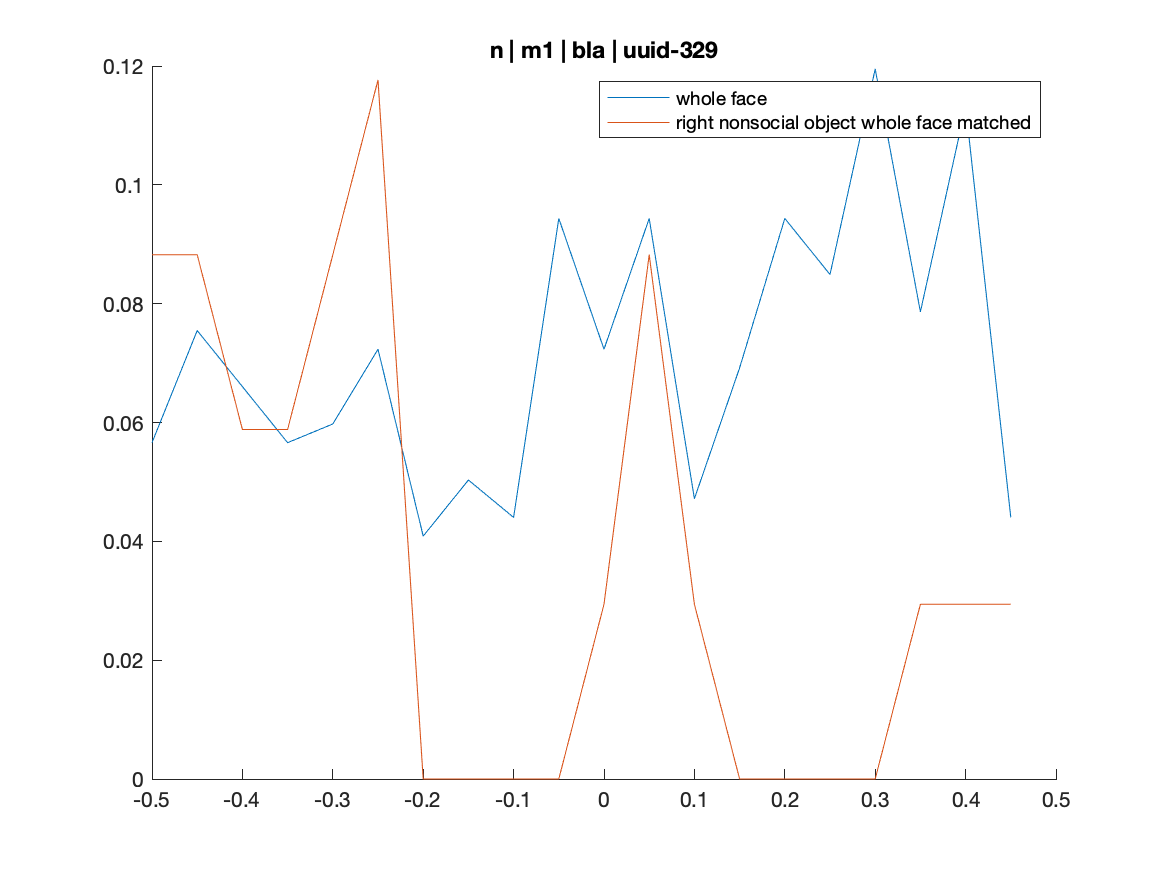 n | m1 | bla | uuid-329
0.12
whole face
right nonsocial object whole face matched
0.1
0.08
0.06
0.04
0.02
0
-0.5 -0.4 -0.3 -0.2 -0.1 0 0.1 0.2 0.3 0.4 0.5